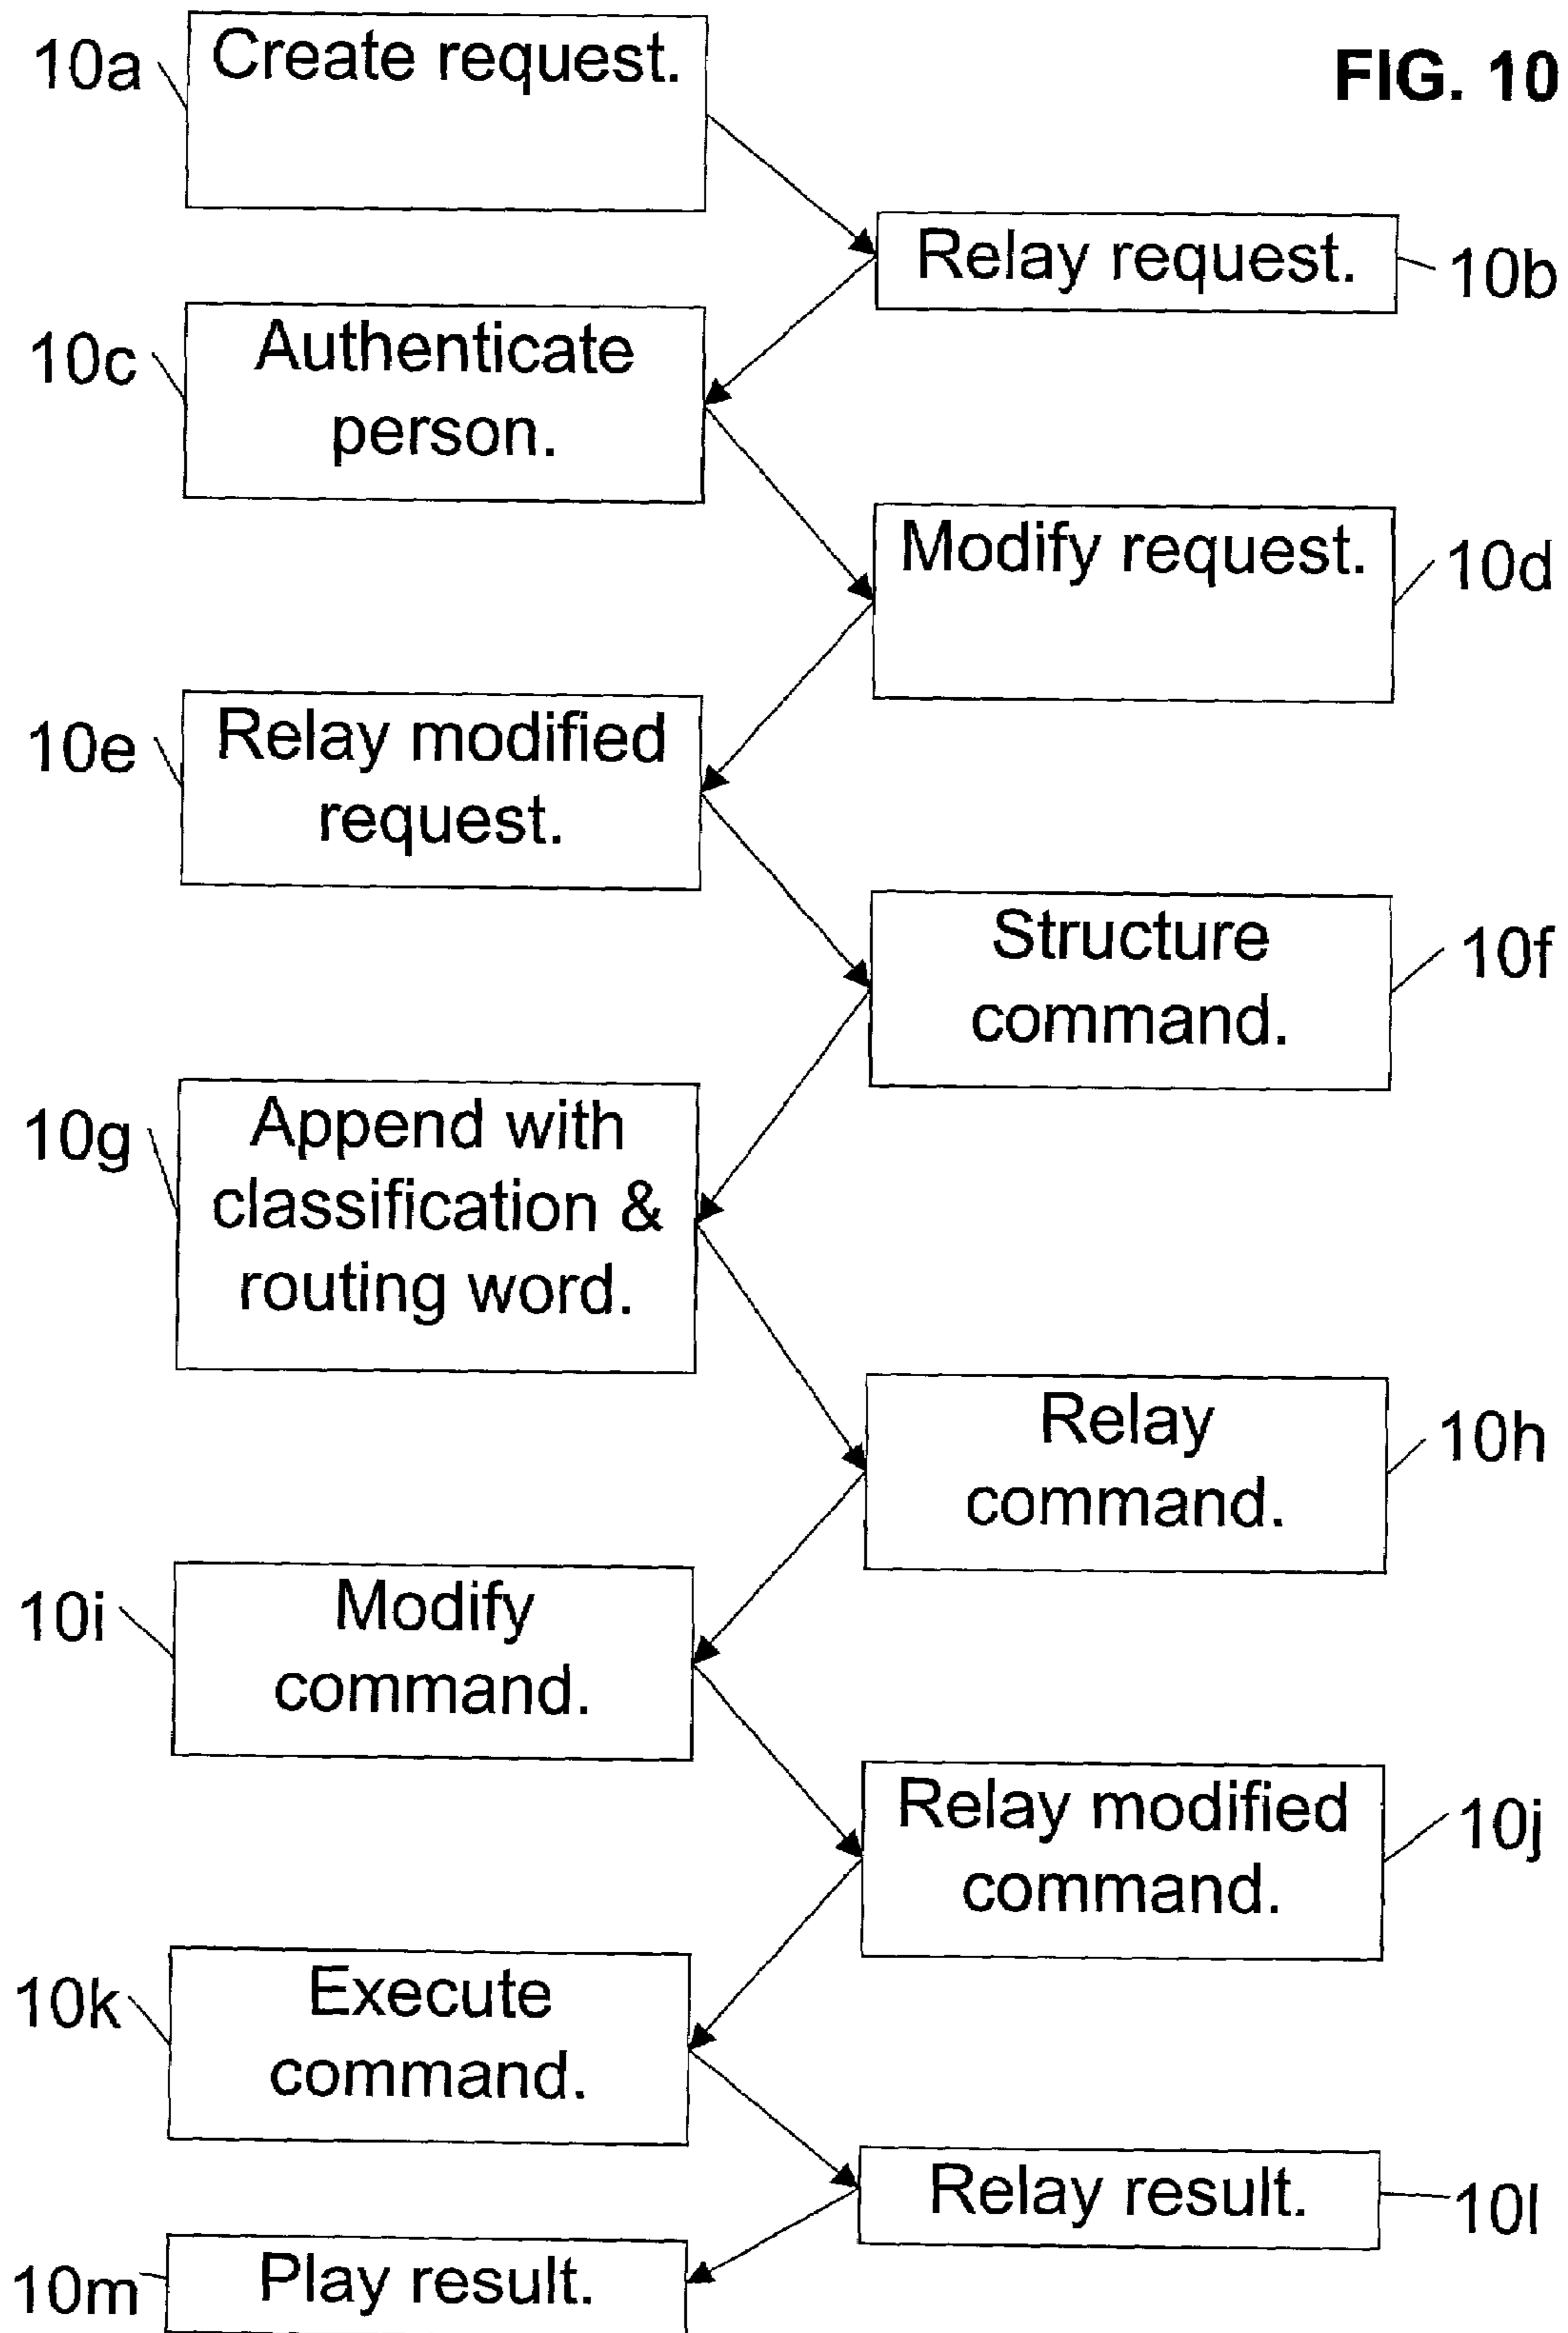 FIG. 10
10a
Create request.
Relay request.
10b
10c
Authenticate
person.
Modify request.
10d
10e
Relay modified
request.
Structure
command.
10f
10g
Append with
classification &
routing word.
Relay
command.
10h
10i
Modify
command.
Relay modified
command.
10j
10k
Execute
command.
Relay result.
10l
10m
Play result.